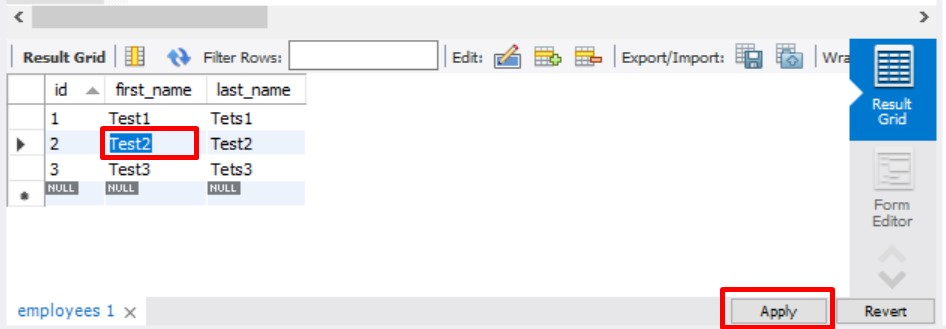 Result Grid Filter Rows: Edit: Export/Import: Wra
id first_name last_name
1 Test1 Tets1
2 Test2 Test2
3 Test3 Tets3
NULL NULL NULL
Result
Grid
Form
Editor
employees 1
Apply Revert